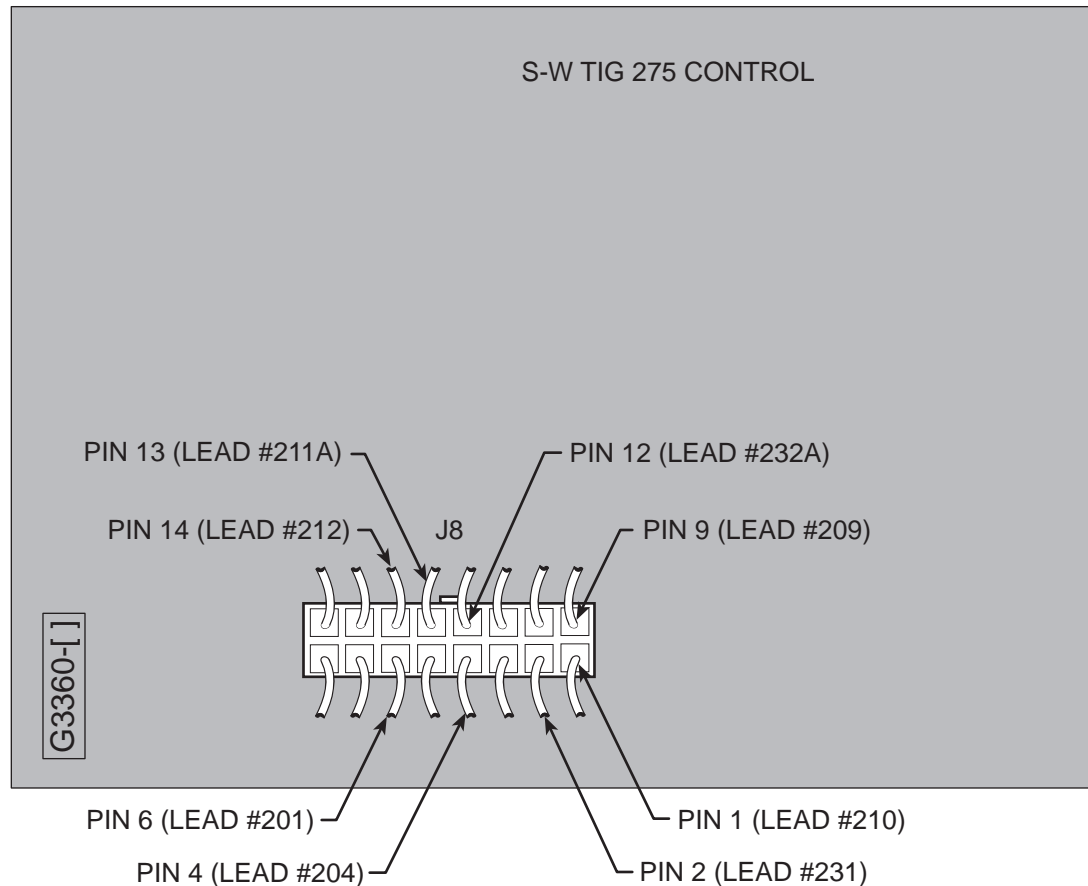 S-W TIG 275 CONTROL
PIN 13 (LEAD #211A)
PIN 12 (LEAD #232A)
PIN 14 (LEAD #212)
J8
PIN 9 (LEAD #209)
G3360-[ ]
PIN 6 (LEAD #201)
PIN 1 (LEAD #210)
PIN 4 (LEAD #204)
PIN 2 (LEAD #231)